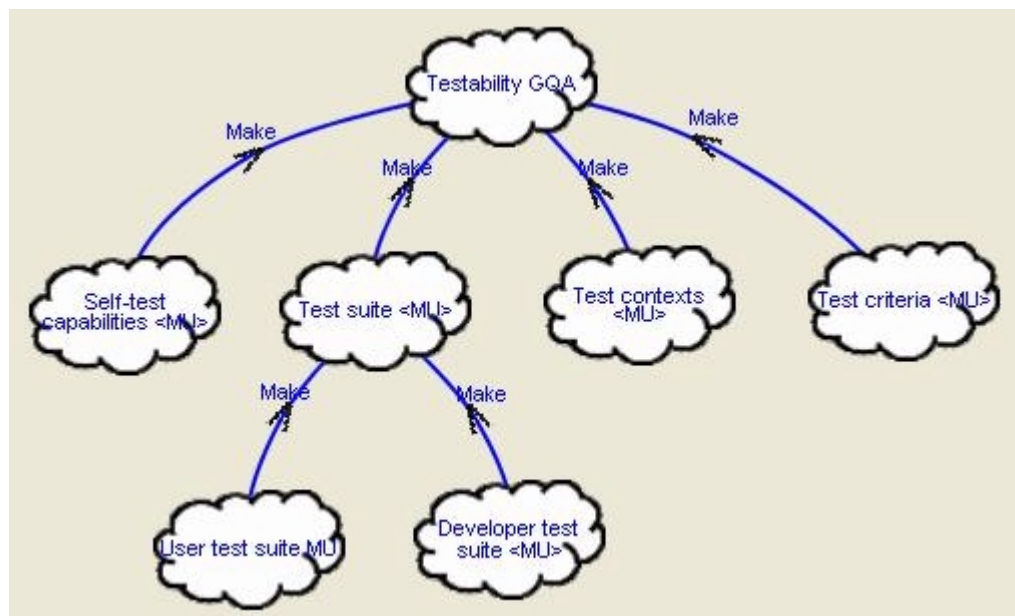 Testability GQA
Make
Make
Make
Make
Self-test
capabilities <MU>
Test suite <MU>
Test contexts
<MU>
Test criteria <MU>
Make
Make
User test suite MU
Developer test
suite <MU>